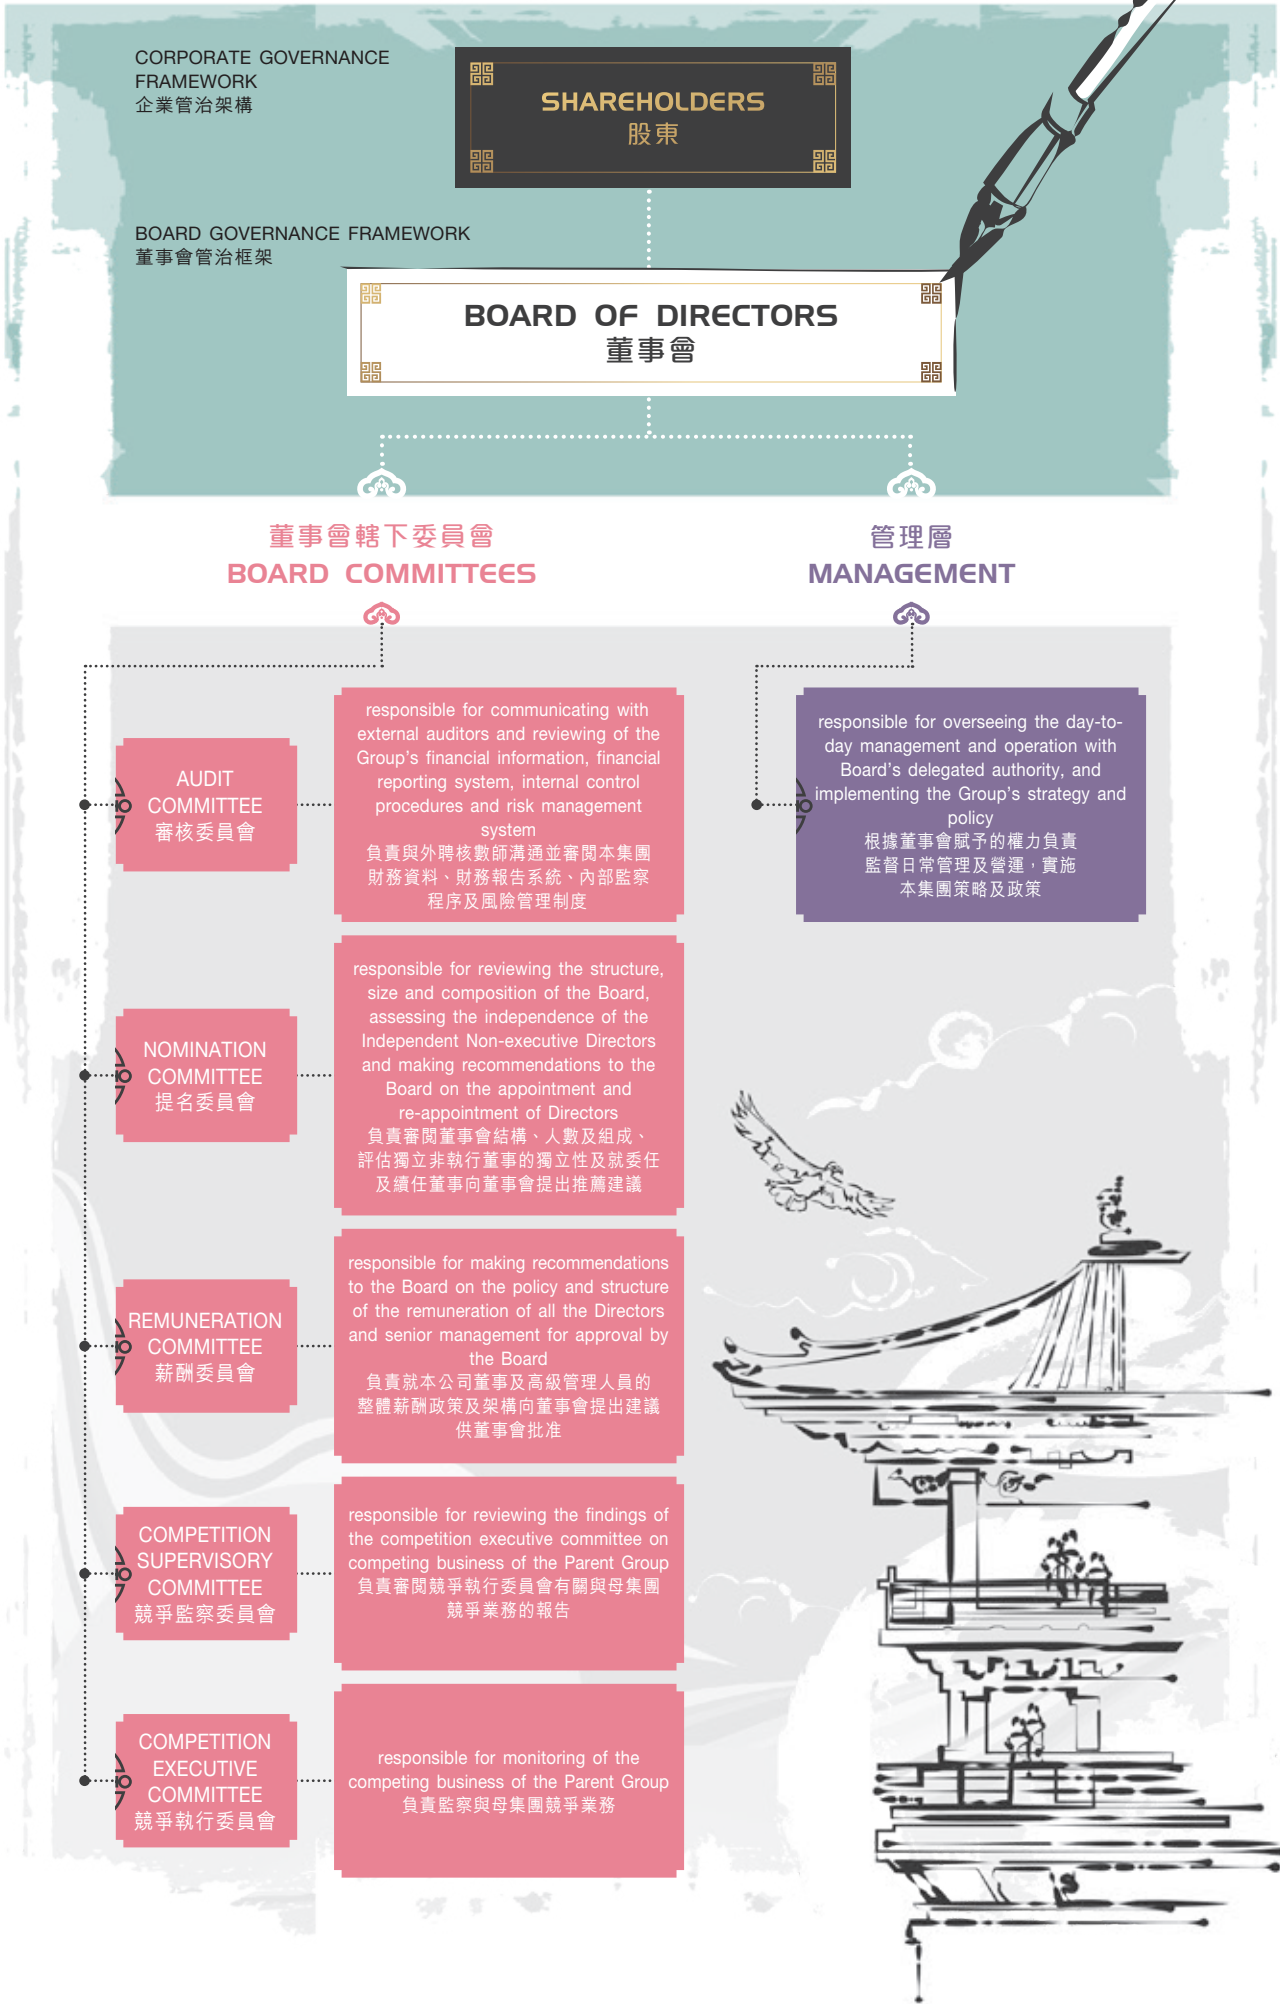 CORPORATE GOVERNANCE
FRAMEWORK
企業管治架構
SHAREHOLDERS
股東
BOARD GOVERNANCE FRAMEWORK
董事會管治框架
BOARD OF DIRECTORS
董事會
董事會轄下委員會
BOARD COMMITTEES
管理層
MANAGEMENT
AUDIT
COMMITTEE
審核委員會
responsible for communicating with
external auditors and reviewing of the
Group's financial information, financial
reporting system, internal control
procedures and risk management
system
負責與外聘核數師溝通並審閱本集團
財務資料、財務報告系統、內部監察
程序及風險管理制度
responsible for overseeing the day-to-
day management and operation with
Board's delegated authority, and
implementing the Group's strategy and
policy
根據董事會賦予的權力負責
監督日常管理及營運，實施
本集團策略及政策
NOMINATION
COMMITTEE
提名委員會
responsible for reviewing the structure,
size and composition of the Board,
assessing the independence of the
Independent Non-executive Directors
and making recommendations to the
Board on the appointment and
re-appointment of Directors
負責審閱董事會結構、人數及組成、
評估獨立非執行董事的獨立性及就委任
及續任董事向董事會提出推薦建議
REMUNERATION
COMMITTEE
薪酬委員會
responsible for making recommendations
to the Board on the policy and structure
of the remuneration of all the Directors
and senior management for approval by
the Board
負責就本公司董事及高級管理人員的
整體薪酬政策及架構向董事會提出建議
供董事會批准
COMPETITION
SUPERVISORY
COMMITTEE
競爭監察委員會
responsible for reviewing the findings of
the competition executive committee on
competing business of the Parent Group
負責審閱競爭執行委員會有關與母集團
競爭業務的報告
COMPETITION
EXECUTIVE
COMMITTEE
競爭執行委員會
responsible for monitoring of the
competing business of the Parent Group
負責監察與母集團競爭業務